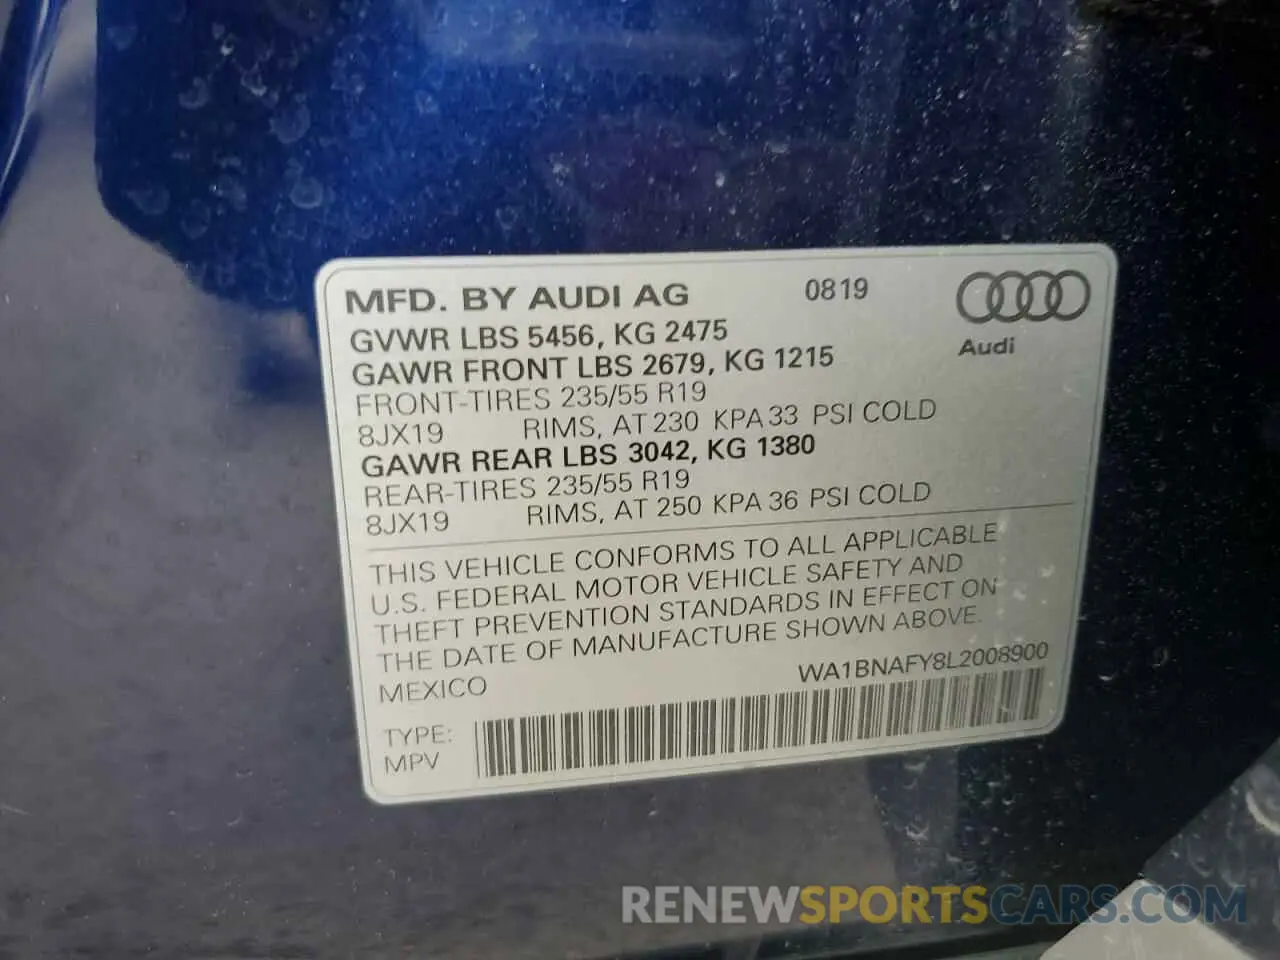 MFD. BY AUDI AG 0819
Audi
GVWR LBS 5456, KG 2475
GAWR FRONT LBS 2679, KG 1215
FRONT-TIRES 235/55 R19
8JX19 RIMS, AT 230 KPA 33 PSI COLD
GAWR REAR LBS 3042, KG 1380
REAR-TIRES 235/55 R19
8JX19 RIMS, AT 250 KPA 36 PSI COLD
THIS VEHICLE CONFORMS TO ALL APPLICABLE
U.S. FEDERAL MOTOR VEHICLE SAFETY AND
THEFT PREVENTION STANDARDS IN EFFECT ON
THE DATE OF MANUFACTURE SHOWN ABOVE.
MEXICO WA1BNAFY8L2008900
TYPE:
MPV
RENEWSPORTSCARS.COM